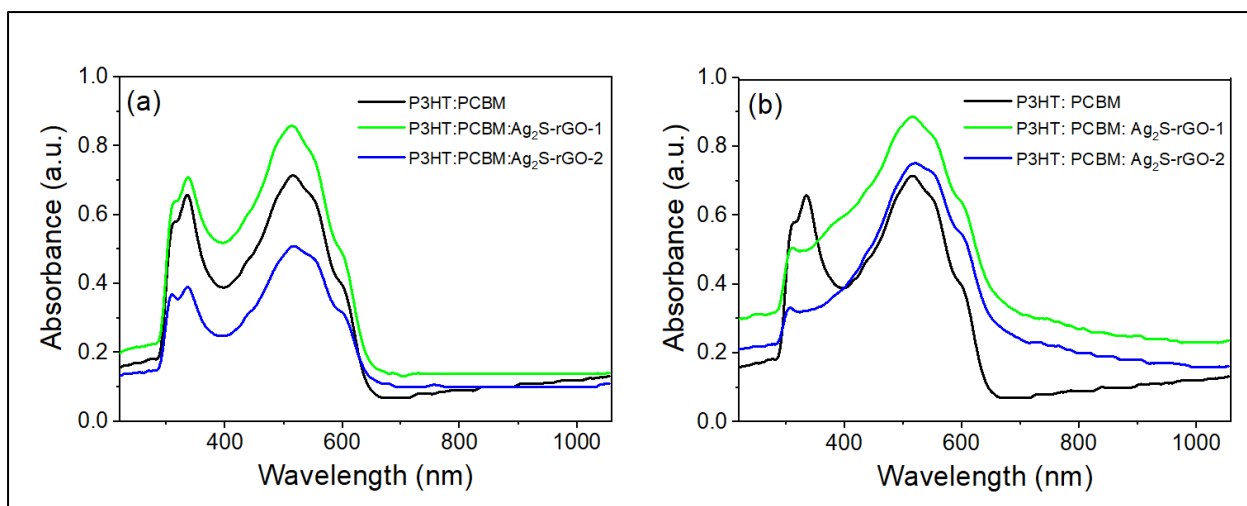 (a)
P3HT:PCBM
P3HT:PCBM:Ag₂S-rGO-1
P3HT:PCBM:Ag₂S-rGO-2
Absorbance (a.u.)
1.0
0.8
0.6
0.4
0.2
0.0
400
600
800
1000
Wavelength (nm)
(b)
P3HT: PCBM
P3HT: PCBM: Ag₂S-rGO-1
P3HT: PCBM: Ag₂S-rGO-2
Absorbance (a.u.)
1.0
0.8
0.6
0.4
0.2
0.0
400
600
800
1000
Wavelength (nm)